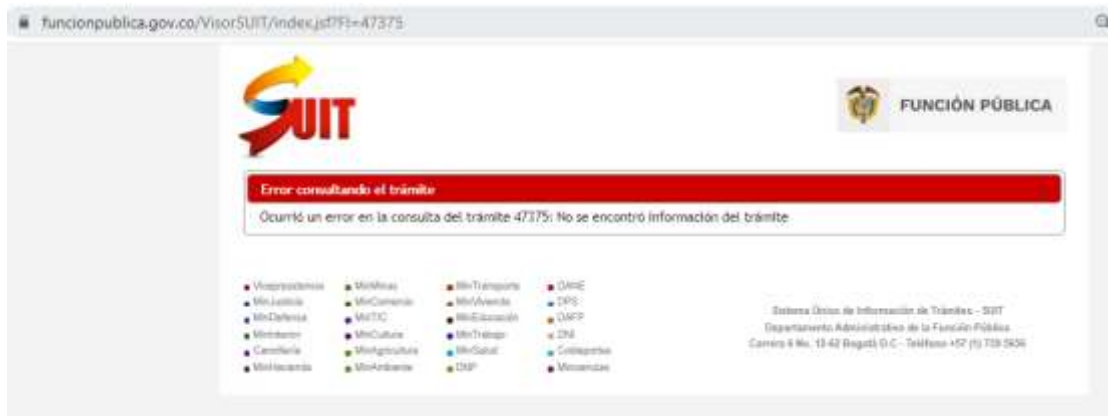 funcionpublica.gov.co/VisorSUIT/index.jsf?FI=47375
SUIT
FUNCIÓN PÚBLICA
Error consultando el trámite
Ocurrió un error en la consulta del trámite 47375: No se encontró información del trámite
Vicepresidencia MinMinas MinTransporte DANE
MinJusticia MinComercio MinVivienda DPS
MinDefensa MinTIC MinEducación DAFP
MinInterior MinCultura MinTrabajo DNI
Cancillería MinAgricultura MinSalud Coldeportes
MinHacienda MinAmbiente DNP Mincencias
Sistema Único de Información de Trámites - SUIT
Departamento Administrativo de la Función Pública
Carrera 6 No. 12-62 Bogotá D.C - Teléfono +57 (1) 739 5656